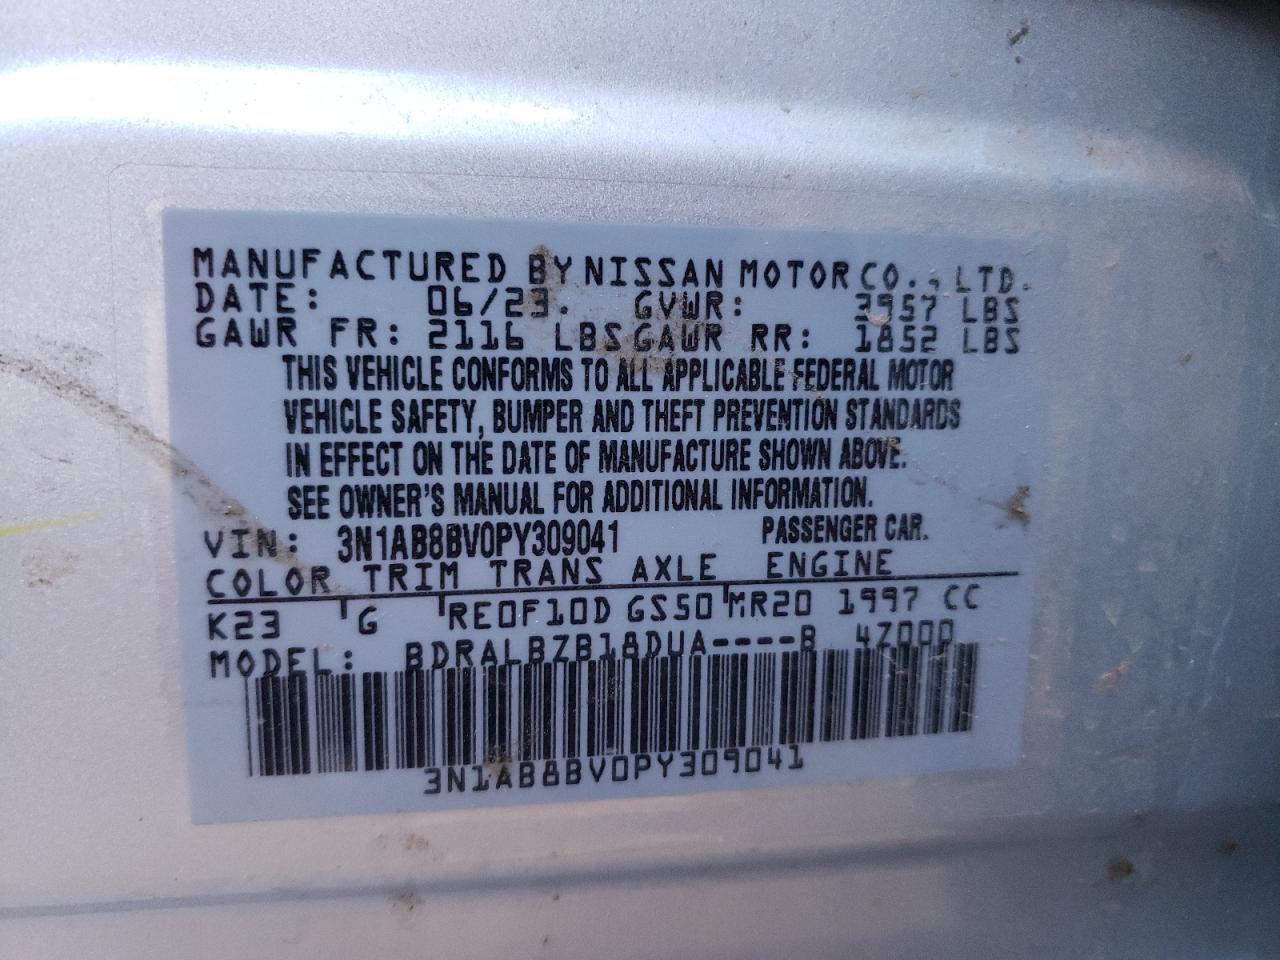 MANUFACTURED BY NISSAN MOTOR CO., LTD.
DATE: 06/23. GVWR: 3957 LBS
GAWR FR: 2116 LBS GAWR RR: 1852 LBS
THIS VEHICLE CONFORMS TO ALL APPLICABLE FEDERAL MOTOR
VEHICLE SAFETY, BUMPER AND THEFT PREVENTION STANDARDS
IN EFFECT ON THE DATE OF MANUFACTURE SHOWN ABOVE.
SEE OWNER'S MANUAL FOR ADDITIONAL INFORMATION.
VIN: 3N1AB8BV0PY309041 PASSENGER CAR.
COLOR TRIM TRANS AXLE ENGINE
K23 G RE0F10D GS50 MR20 1997 CC
MODEL: BDRALBZB18DUA----B 4Z000
3N1AB8BV0PY309041